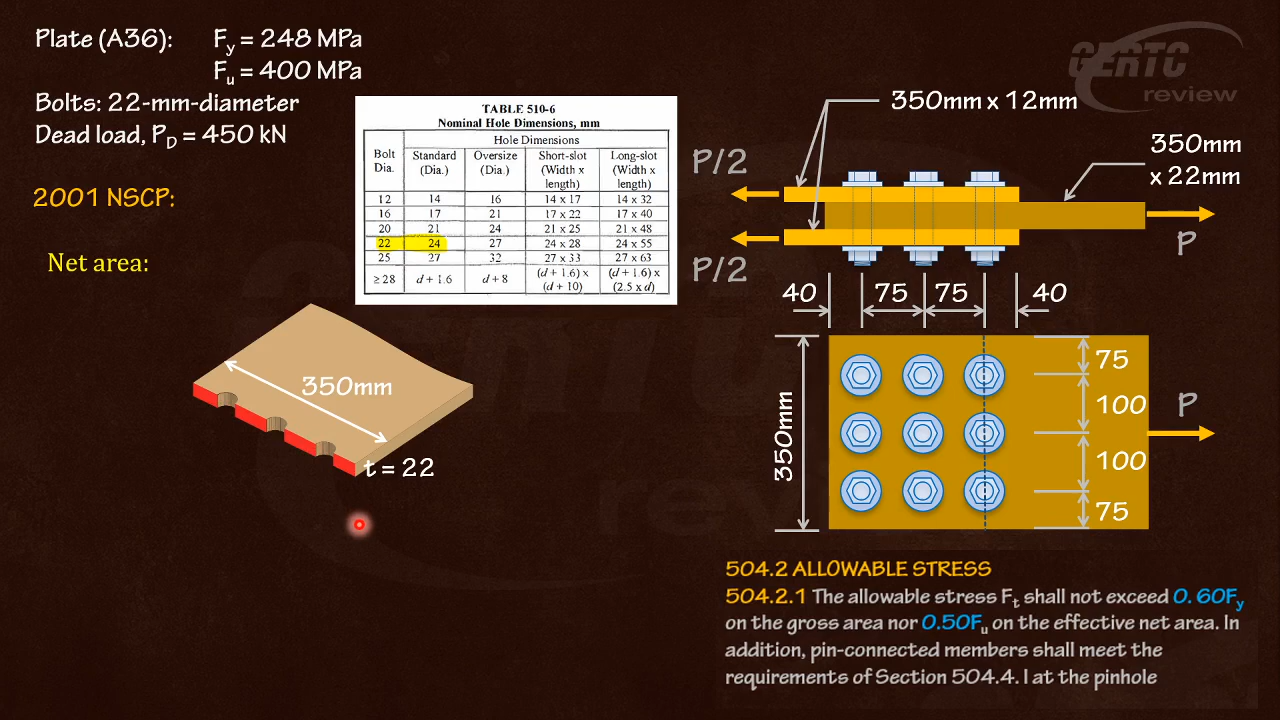 Plate (A36): Fy = 248 MPa
Fu = 400 MPa
Bolts: 22-mm-diameter
Dead load, PD = 450 kN
2001 NSCP:
Net area:
TABLE 510-6
Nominal Hole Dimensions, mm
Hole Dimensions
Bolt Dia. Standard (Dia.) Oversize (Dia.) Short-slot (Width x length) Long-slot (Width x length)
12 14 16 14 x 17 14 x 32
16 17 21 17 x 22 17 x 40
20 21 24 21 x 25 21 x 48
22 24 27 24 x 28 24 x 55
25 27 32 27 x 33 27 x 63
≥ 28 d + 1.6 d + 8 (d + 1.6) x (d + 10) (d + 1.6) x (2.5 x d)
350mm
t = 22
GERTC
review
350mm x 12mm
350mm
x 22mm
P/2
P/2
P
40 75 75 40
350mm
75
100
100
75
P
504.2 ALLOWABLE STRESS
504.2.1 The allowable stress Ft shall not exceed 0. 60Fy
on the gross area nor 0.50Fu on the effective net area. In
addition, pin-connected members shall meet the
requirements of Section 504.4. I at the pinhole